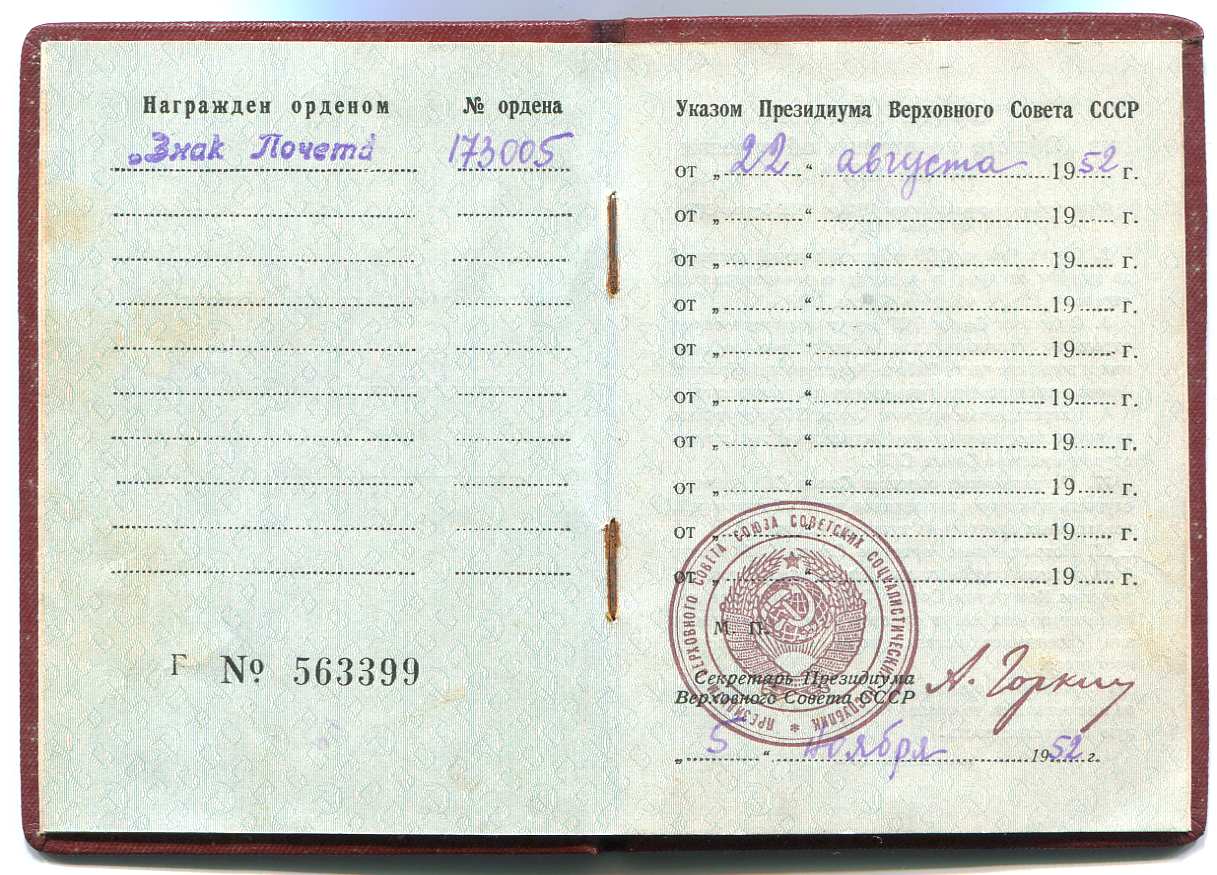 Награжден орденом № ордена
„Знак Почета 173005
Г № 563399
Указом Президиума Верховного Совета СССР
от „ 22 “ августа 1952 г.
от „ “ 19 г.
от „ “ 19 г.
от „ “ 19 г.
от „ “ 19 г.
от „ “ 19 г.
от „ “ 19 г.
от „ “ 19 г.
от „ “ 19 г.
от „ “ 19 г.
ПРЕЗИДИУМ ВЕРХОВНОГО СОВЕТА СОЮЗА СОВЕТСКИХ СОЦИАЛИСТИЧЕСКИХ РЕСПУБЛИК *
М. П.
Секретарь Президиума
Верховного Совета СССР А. Горкин
„ 5 “ ноября 1952 г.